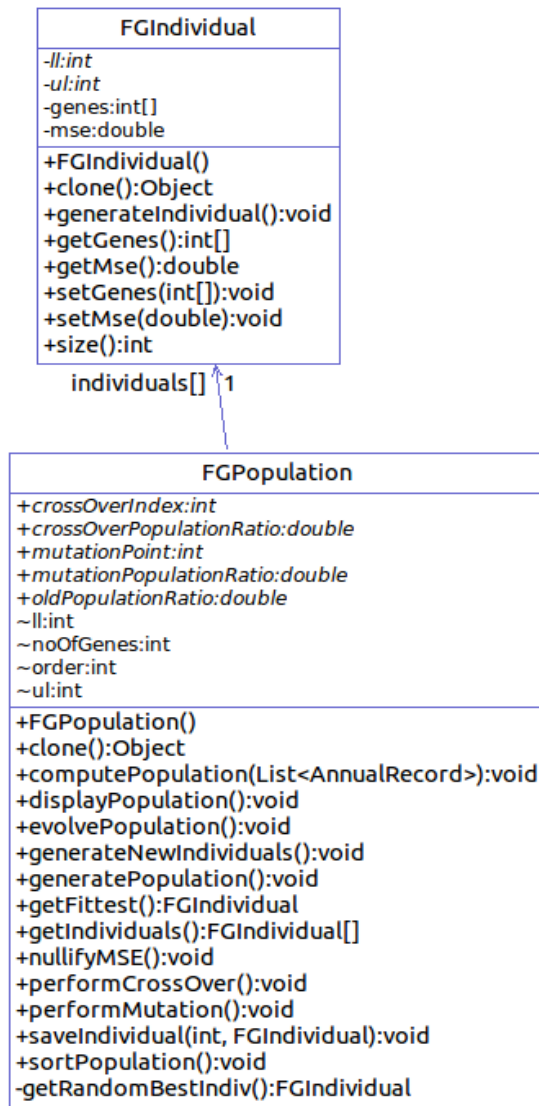 FGIndividual
-ll:int
-ul:int
-genes:int[]
-mse:double
+FGIndividual()
+clone():Object
+generateIndividual():void
+getGenes():int[]
+getMse():double
+setGenes(int[]):void
+setMse(double):void
+size():int
individuals[] 1
FGPopulation
+crossOverIndex:int
+crossOverPopulationRatio:double
+mutationPoint:int
+mutationPopulationRatio:double
+oldPopulationRatio:double
~ll:int
~noOfGenes:int
~order:int
~ul:int
+FGPopulation()
+clone():Object
+computePopulation(List<AnnualRecord>):void
+displayPopulation():void
+evolvePopulation():void
+generateNewIndividuals():void
+generatePopulation():void
+getFittest():FGIndividual
+getIndividuals():FGIndividual[]
+nullifyMSE():void
+performCrossOver():void
+performMutation():void
+saveIndividual(int, FGIndividual):void
+sortPopulation():void
-getRandomBestIndiv():FGIndividual